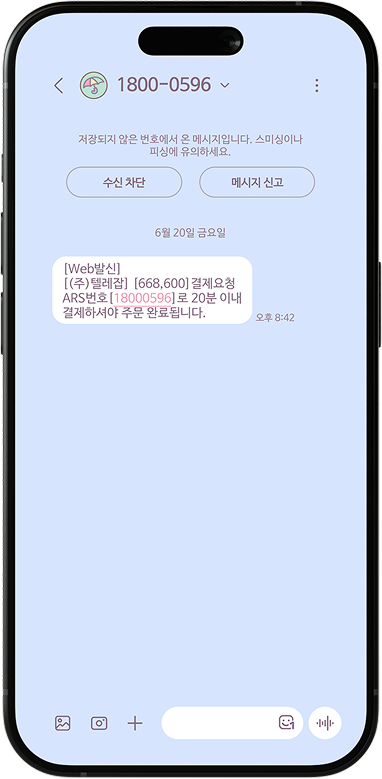 1800-0596
저장되지 않은 번호에서 온 메시지입니다. 스미싱이나
피싱에 유의하세요.
수신 차단
메시지 신고
6월 20일 금요일
[Web발신]
[(주)텔레잡] [668,600]결제요청
ARS번호[18000596]로 20분 이내
결제하셔야 주문 완료됩니다.
오후 8:42